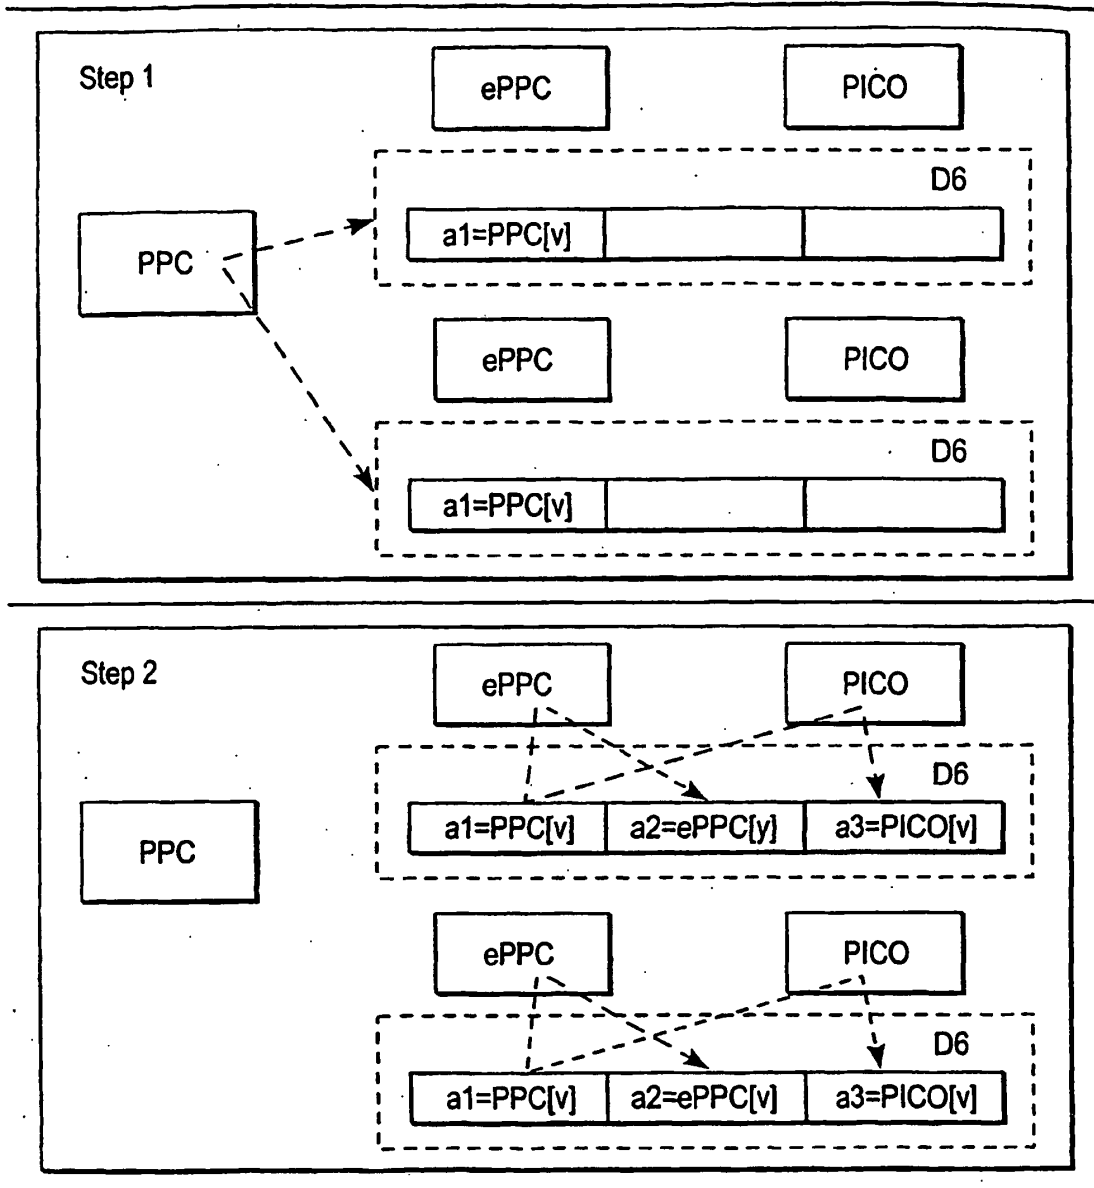 Step 1
ePPC
PICO
D6
a1=PPC[v]
PPC
ePPC
PICO
D6
a1=PPC[v]
Step 2
ePPC
PICO
D6
a1=PPC[v]
a2=ePPC[y]
a3=PICO[v]
PPC
ePPC
PICO
D6
a1=PPC[v]
a2=ePPC[v]
a3=PICO[v]